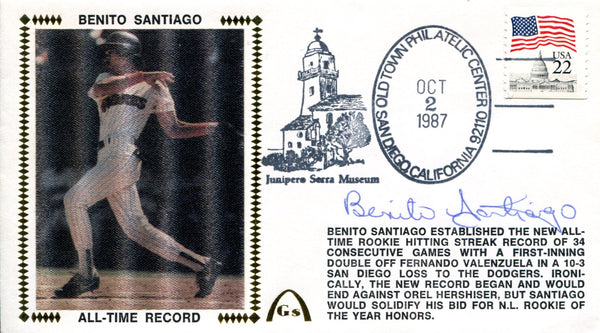 BENITO SANTIAGO
ALL-TIME RECORD
Junipero Serra Museum
OLD TOWN PHILATELIC CENTER
OCT
2
1987
SAN DIEGO, CALIFORNIA 92110
USA
22
Benito Santiago
BENITO SANTIAGO ESTABLISHED THE NEW ALL-
TIME ROOKIE HITTING STREAK RECORD OF 34
CONSECUTIVE GAMES WITH A FIRST-INNING
DOUBLE OFF FERNANDO VALENZUELA IN A 10-3
SAN DIEGO LOSS TO THE DODGERS. IRONI-
CALLY, THE NEW RECORD BEGAN AND WOULD
END AGAINST OREL HERSHISER, BUT SANTIAGO
WOULD SOLIDIFY HIS BID FOR N.L. ROOKIE OF
THE YEAR HONORS.
Gs